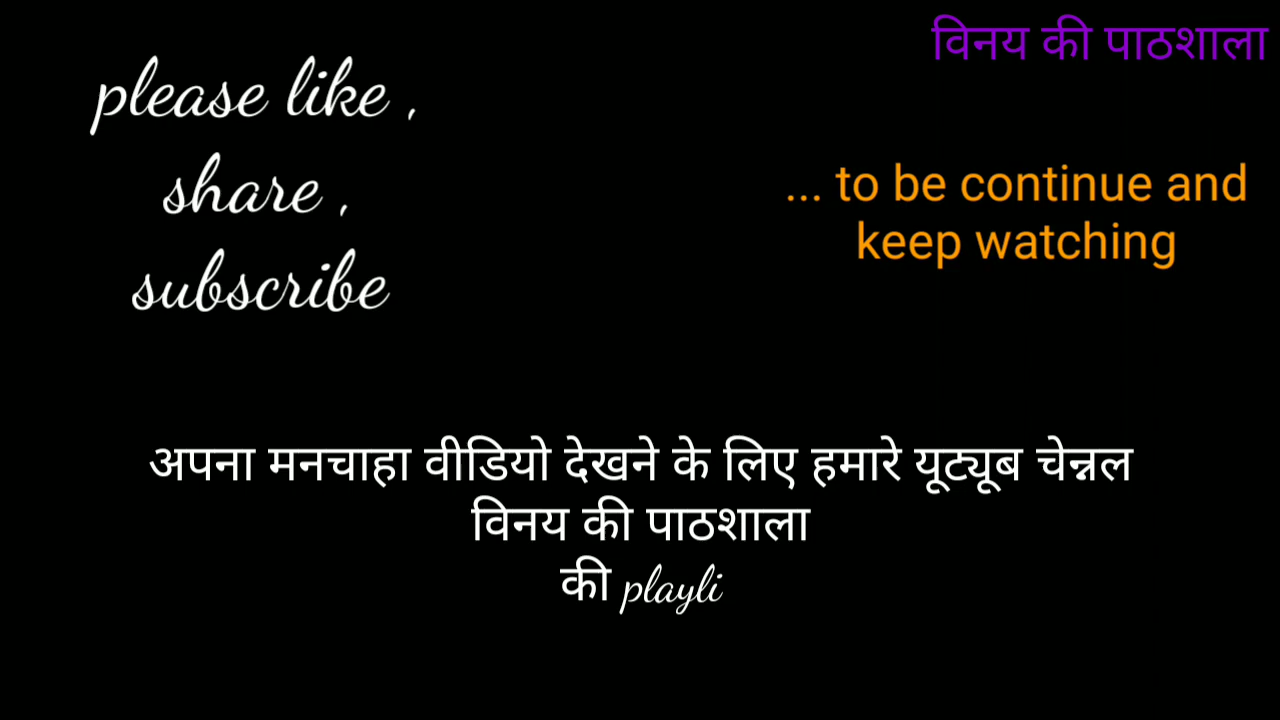 विनय की पाठशाला
please like ,
share ,
subscribe
... to be continue and
keep watching
अपना मनचाहा वीडियो देखने के लिए हमारे यूट्यूब चेन्नल
विनय की पाठशाला
की playli